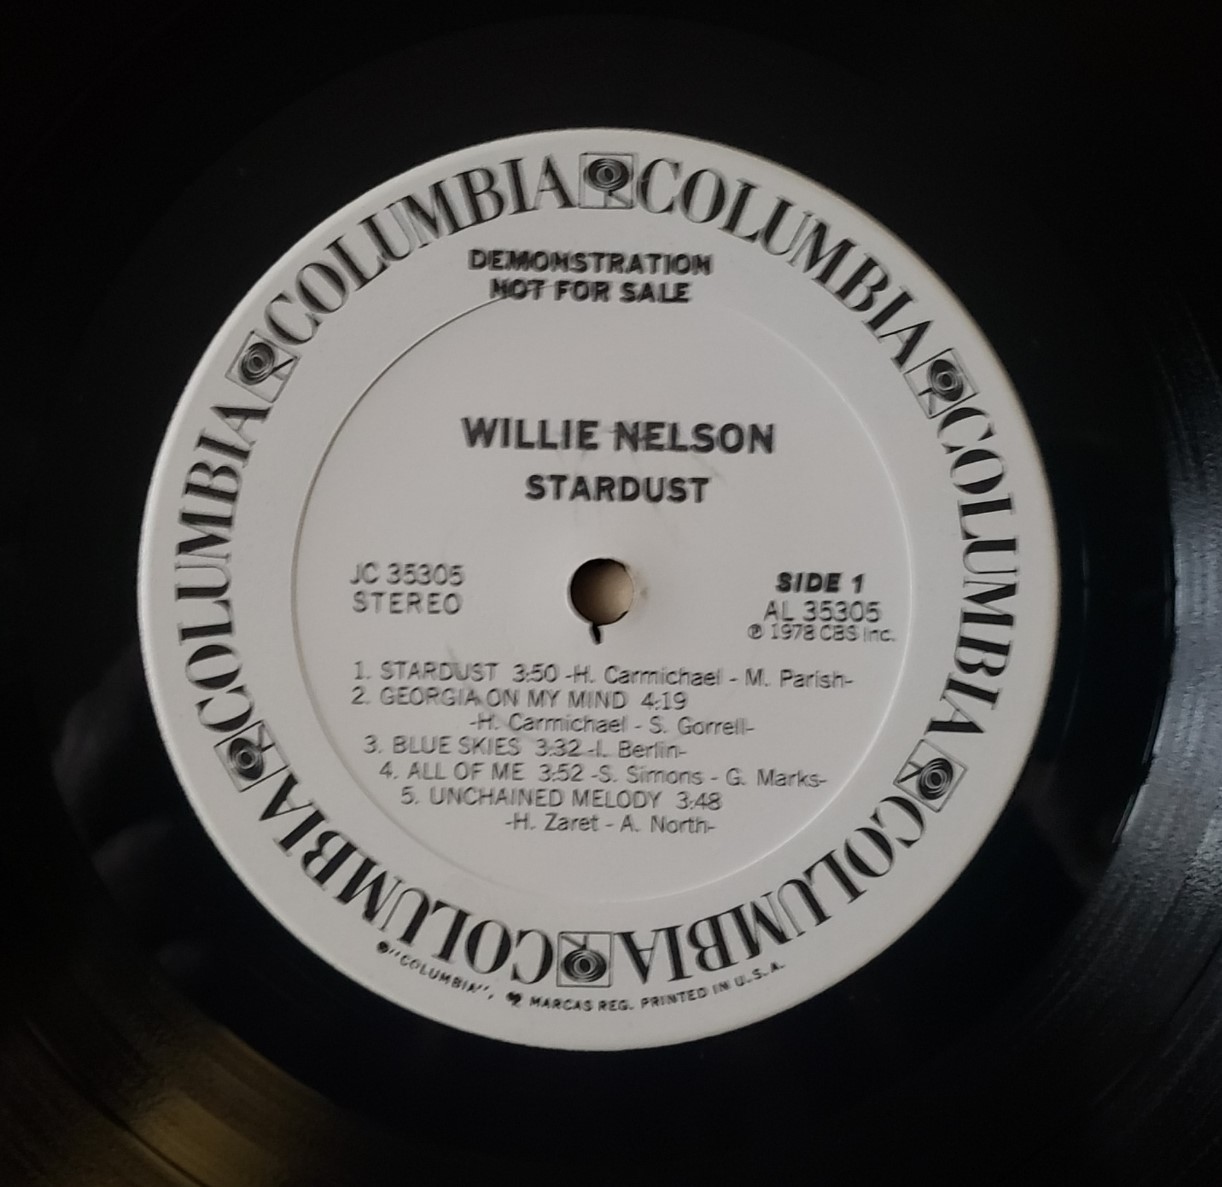 COLUMBIA COLUMBIA COLUMBIA COLUMBIA COLUMBIA COLUMBIA
DEMONSTRATION
NOT FOR SALE
WILLIE NELSON
STARDUST
JC 35305
STEREO
SIDE 1
AL 35305
℗ 1978 CBS Inc.
1. STARDUST 3:50 -H. Carmichael - M. Parish-
2. GEORGIA ON MY MIND 4:19
-H. Carmichael - S. Gorrell-
3. BLUE SKIES 3:32 -I. Berlin-
4. ALL OF ME 3:52 -S. Simons - G. Marks-
5. UNCHAINED MELODY 3:48
-H. Zaret - A. North-
"COLUMBIA", MARCAS REG. PRINTED IN U.S.A.